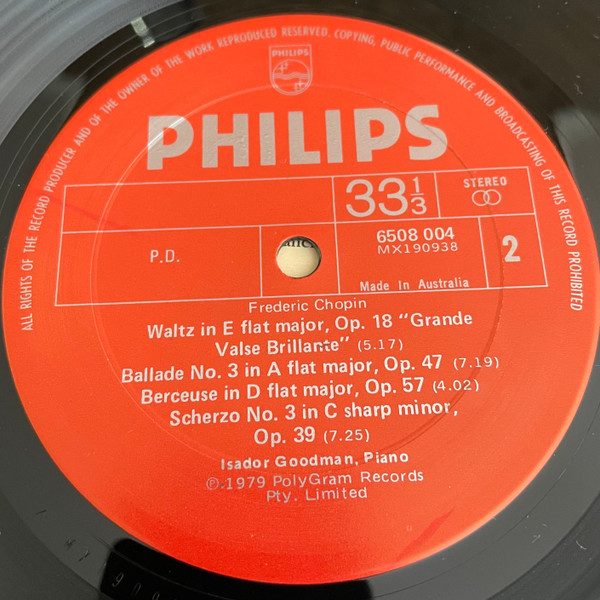 ALL RIGHTS OF THE RECORD PRODUCER AND OF THE OWNER OF THE WORK REPRODUCED RESERVED. COPYING, PUBLIC PERFORMANCE AND BROADCASTING OF THIS RECORD PROHIBITED
PHILIPS
PHILIPS
33 1/3
STEREO
P.D.
6508 004
MX190938
2
Made In Australia
Frederic Chopin
Waltz in E flat major, Op. 18 "Grande
Valse Brillante" (5.17)
Ballade No. 3 in A flat major, Op. 47 (7.19)
Berceuse in D flat major, Op. 57 (4.02)
Scherzo No. 3 in C sharp minor,
Op. 39 (7.25)
Isador Goodman, Piano
℗.1979 PolyGram Records
Pty. Limited